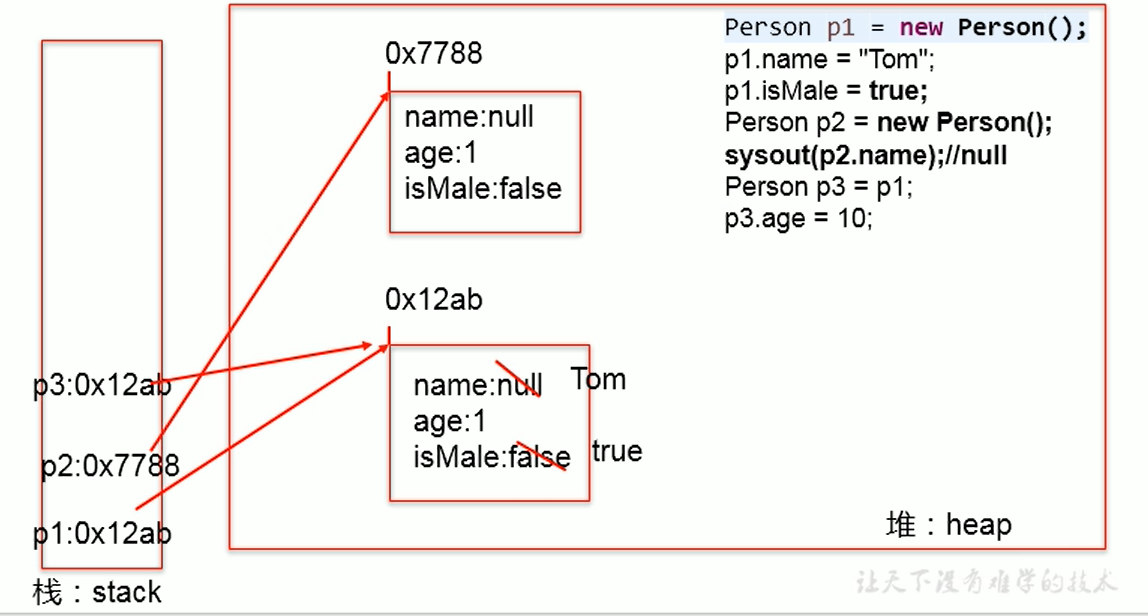 0x7788
name:null
age:1
isMale:false
0x12ab
name:null Tom
age:1
isMale:false true
p3:0x12ab
p2:0x7788
p1:0x12ab
栈：stack
堆：heap
Person p1 = new Person();
p1.name = "Tom";
p1.isMale = true;
Person p2 = new Person();
sysout(p2.name);//null
Person p3 = p1;
p3.age = 10;
让天下没有难学的技术